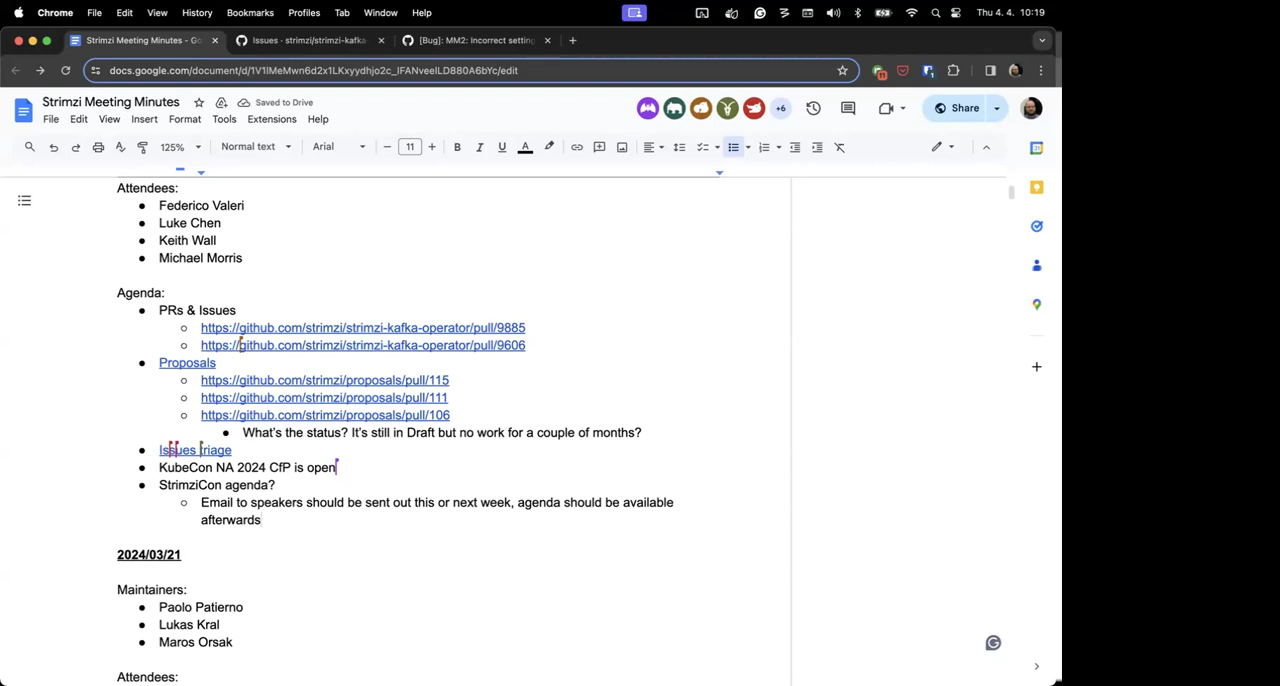 Chrome File Edit View History Bookmarks Profiles Tab Window Help Thu 4. 4. 10:19
Strimzi Meeting Minutes - Go Issues · strimzi/strimzi-kafka- [Bug]: MM2: Incorrect setting
docs.google.com/document/d/1V1lMeMwn6d2x1LKxyydhjo2c_IFANveelLD880A6bYc/edit
Strimzi Meeting Minutes Saved to Drive +6 Share
File Edit View Insert Format Tools Extensions Help
125% Normal text Arial 11
Attendees:
Federico Valeri
Luke Chen
Keith Wall
Michael Morris
Agenda:
PRs & Issues
https://github.com/strimzi/strimzi-kafka-operator/pull/9885
https://github.com/strimzi/strimzi-kafka-operator/pull/9606
Proposals
https://github.com/strimzi/proposals/pull/115
https://github.com/strimzi/proposals/pull/111
https://github.com/strimzi/proposals/pull/106
What's the status? It's still in Draft but no work for a couple of months?
Issues triage
KubeCon NA 2024 CfP is open
StrimziCon agenda?
Email to speakers should be sent out this or next week, agenda should be available
afterwards
2024/03/21
Maintainers:
Paolo Patierno
Lukas Kral
Maros Orsak
Attendees: